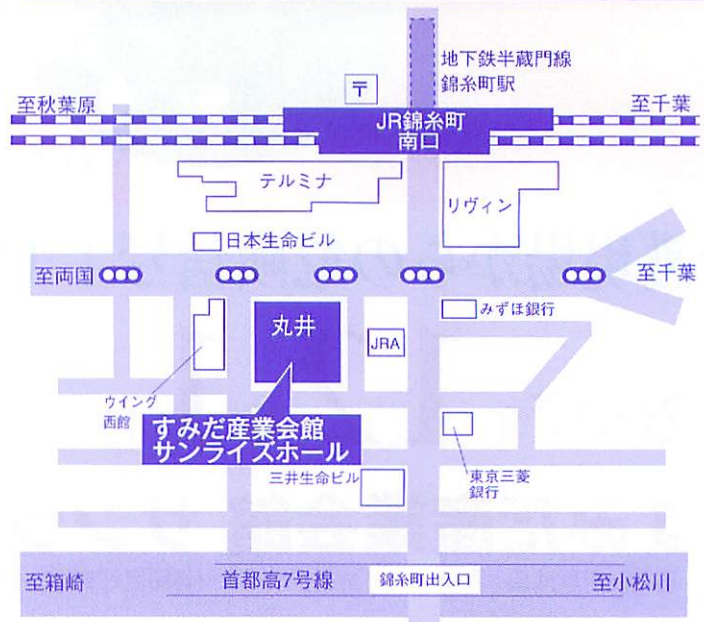 地下鉄半蔵門線
錦糸町駅
〒
至秋葉原
至千葉
JR錦糸町
南口
テルミナ
リヴィン
日本生命ビル
至両国
至千葉
丸井
JRA
みずほ銀行
ウイング
西館
すみだ産業会館
サンライズホール
三井生命ビル
東京三菱
銀行
至箱崎
首都高7号線
錦糸町出入口
至小松川